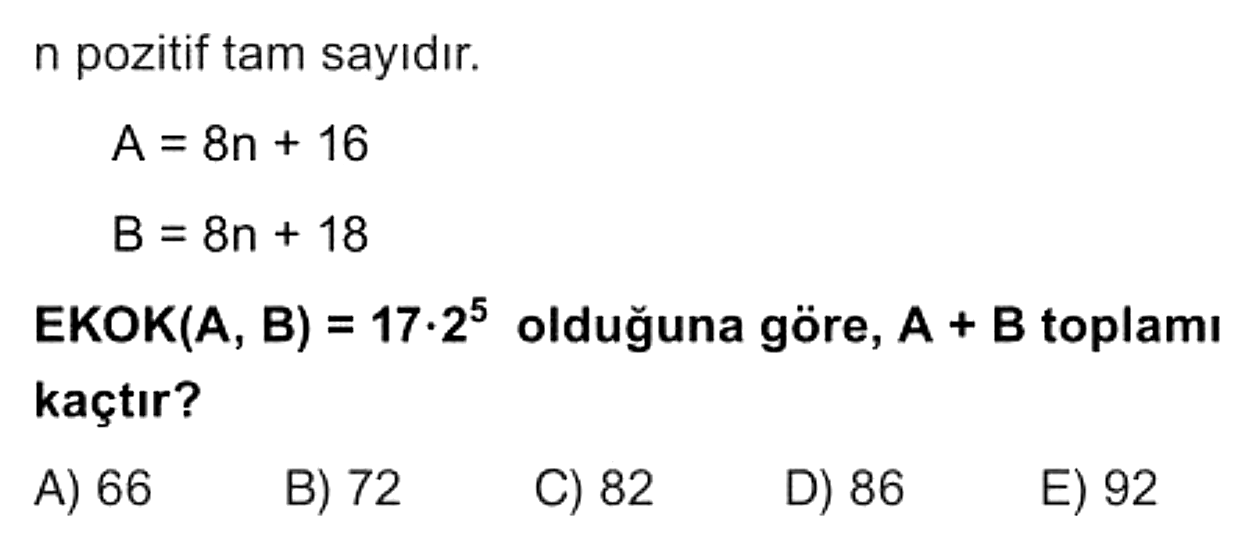 n pozitif tam sayıdır.
A = 8n + 16
B = 8n + 18
EKOK(A, B) = 17·2⁵ olduğuna göre, A + B toplamı
kaçtır?
A) 66 B) 72 C) 82 D) 86 E) 92